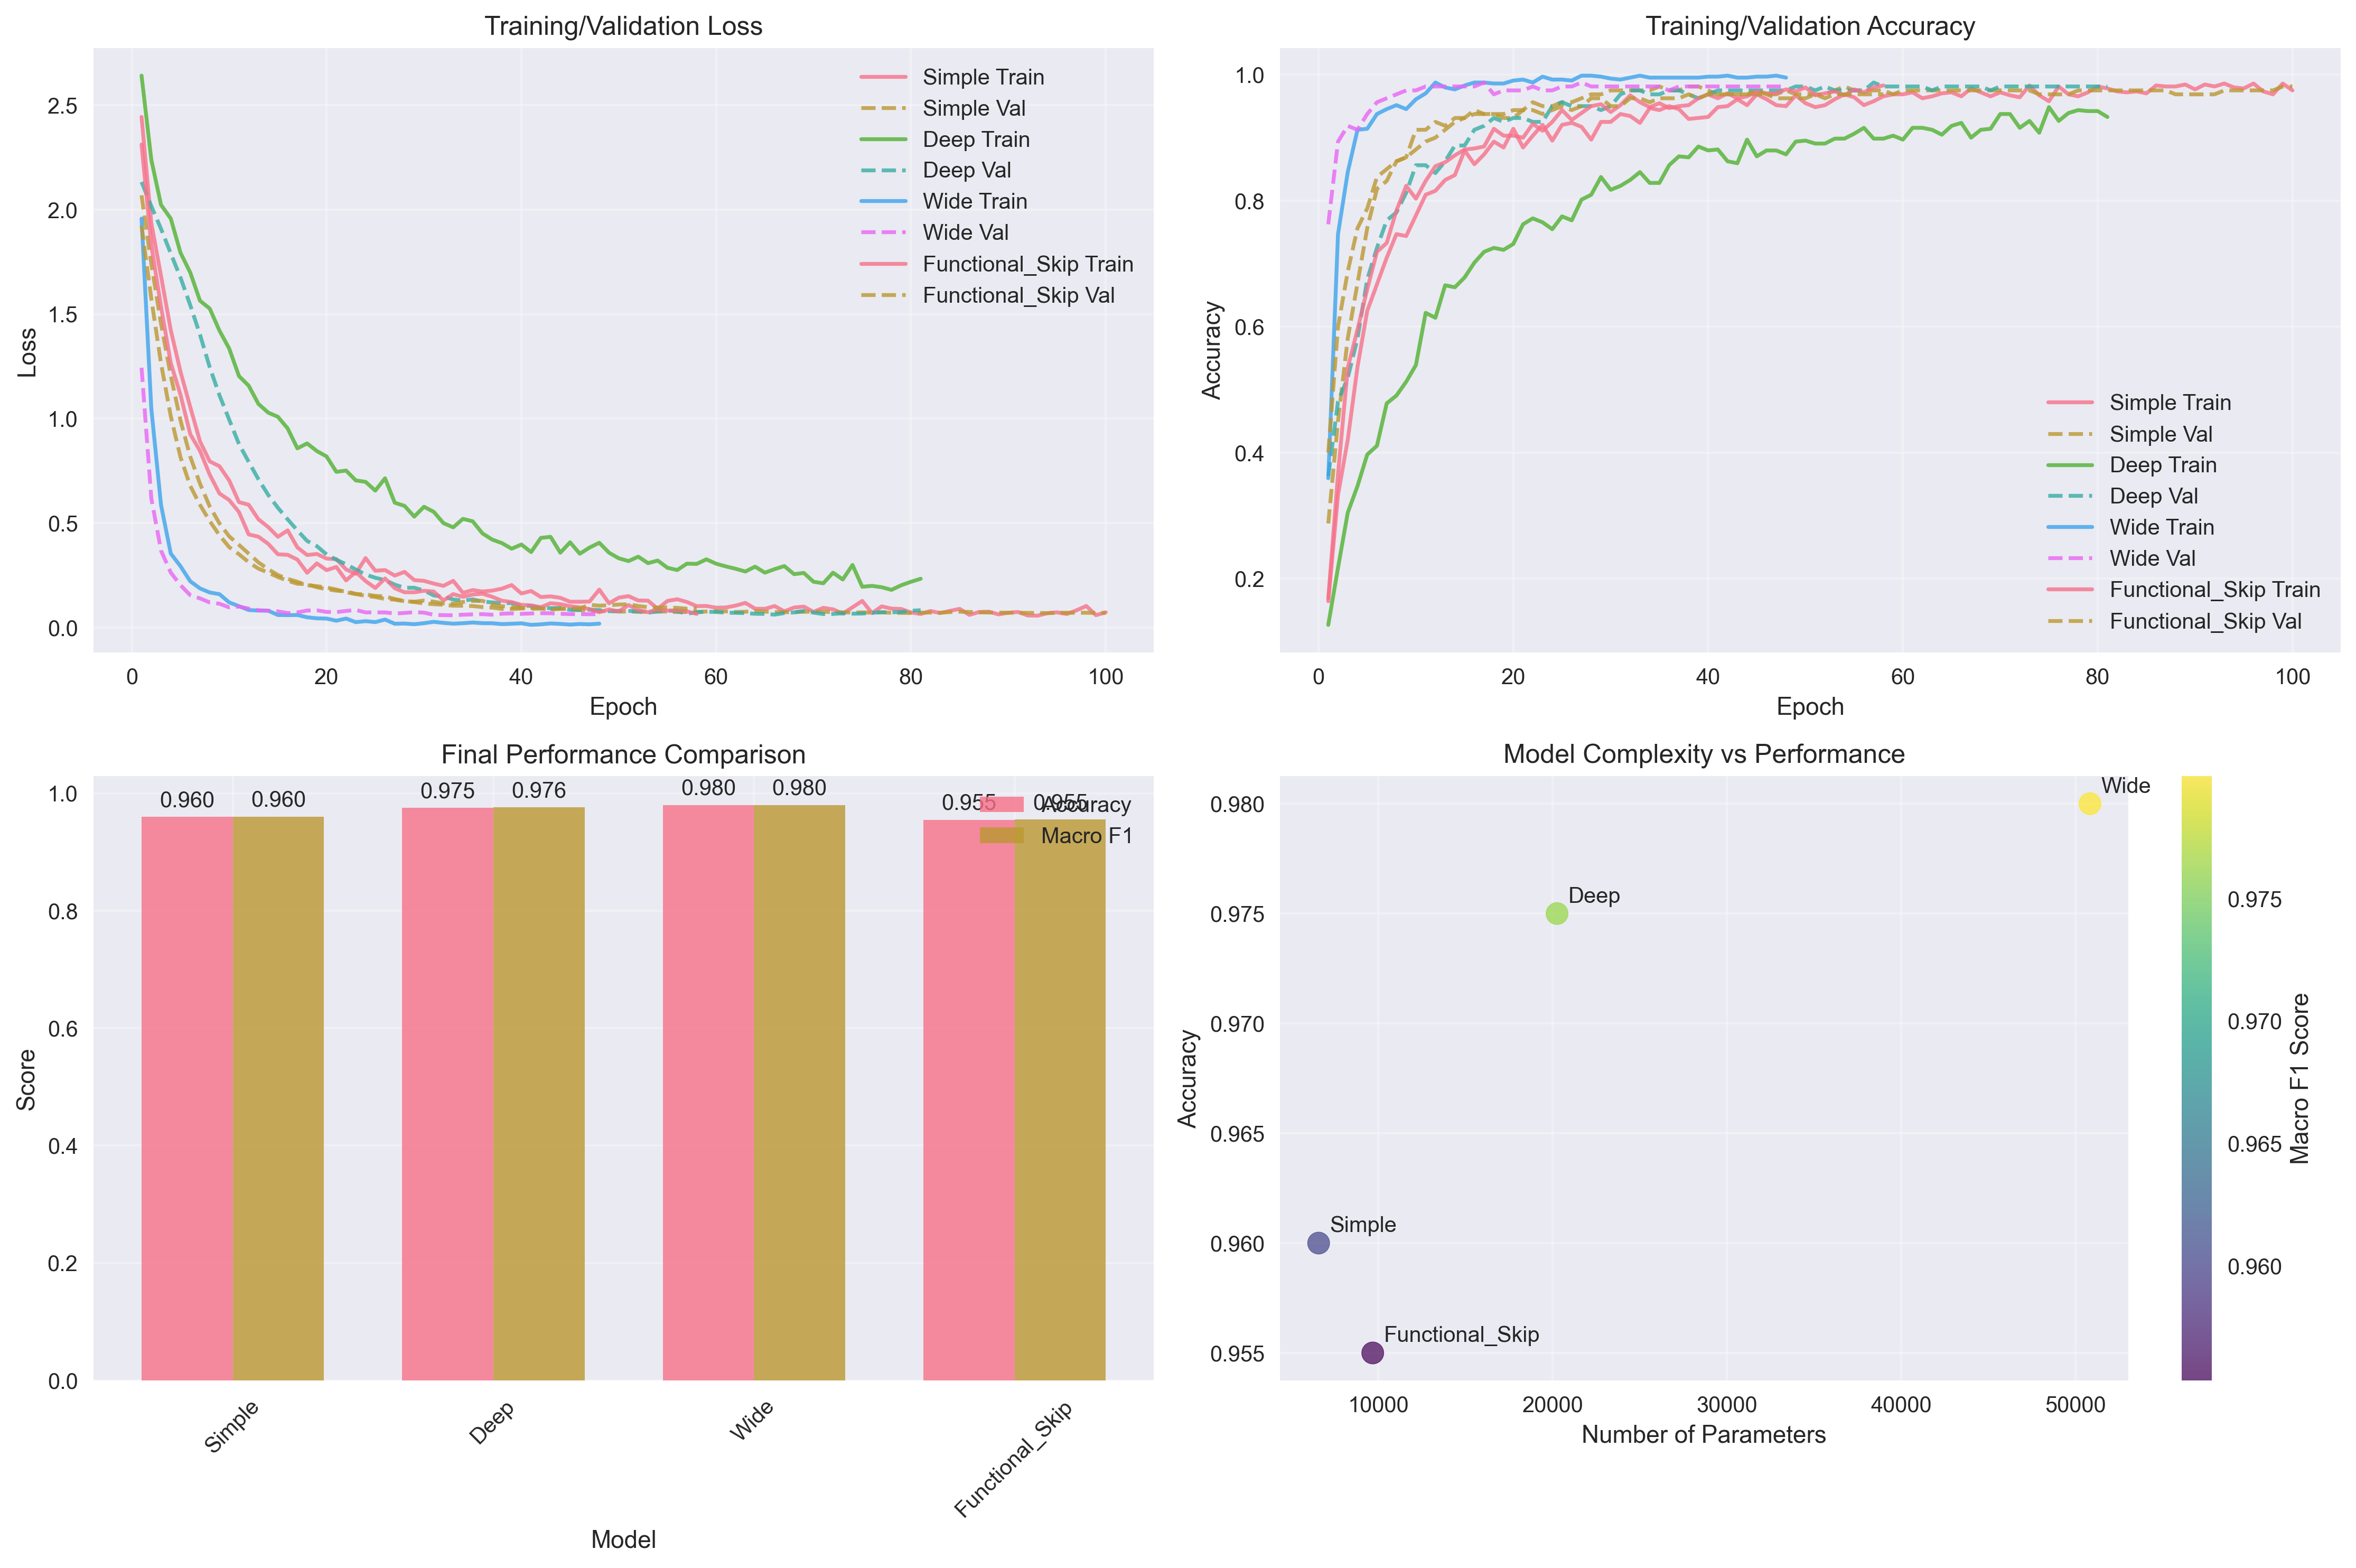 Training/Validation Loss
Loss
2.5
2.0
1.5
1.0
0.5
0.0
0 20 40 60 80 100
Epoch
Simple Train
Simple Val
Deep Train
Deep Val
Wide Train
Wide Val
Functional_Skip Train
Functional_Skip Val
Training/Validation Accuracy
Accuracy
1.0
0.8
0.6
0.4
0.2
0 20 40 60 80 100
Epoch
Simple Train
Simple Val
Deep Train
Deep Val
Wide Train
Wide Val
Functional_Skip Train
Functional_Skip Val
Final Performance Comparison
Score
1.0
0.8
0.6
0.4
0.2
0.0
0.960 0.960 0.975 0.976 0.980 0.980 0.955 0.955
Accuracy
Macro F1
Simple Deep Wide Functional_Skip
Model
Model Complexity vs Performance
Accuracy
0.980
0.975
0.970
0.965
0.960
0.955
Wide
Deep
Simple
Functional_Skip
10000 20000 30000 40000 50000
Number of Parameters
0.975
0.970
0.965
0.960
Macro F1 Score